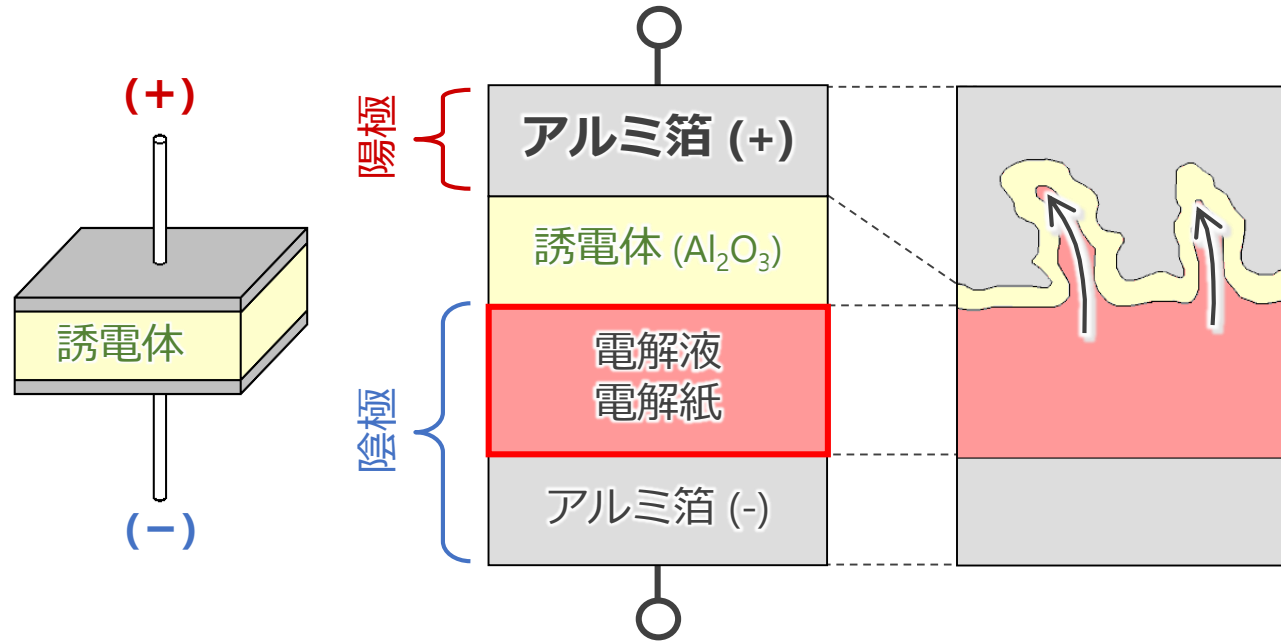 (+)
誘電体
(−)
陽極
アルミ箔 (+)
誘電体 (Al₂O₃)
陰極
電解液
電解紙
アルミ箔 (-)